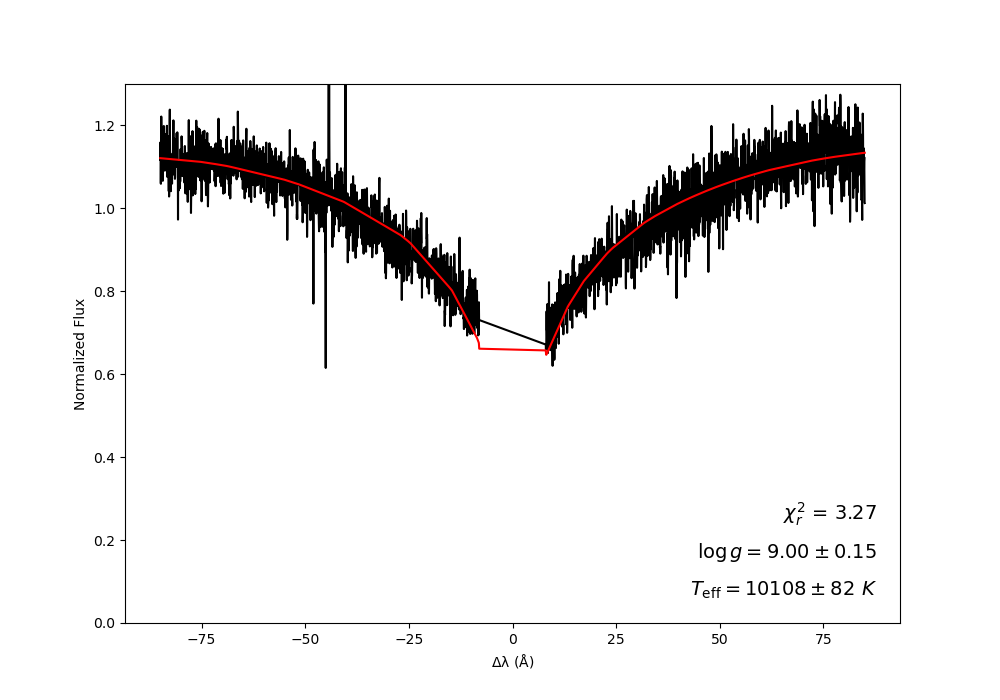 1.2
1.0
0.8
0.6
0.4
0.2
0.0
Normalized Flux
χ²ᵣ = 3.27
log g = 9.00 ± 0.15
T_eff = 10108 ± 82 K
−75 −50 −25 0 25 50 75
Δλ (Å)